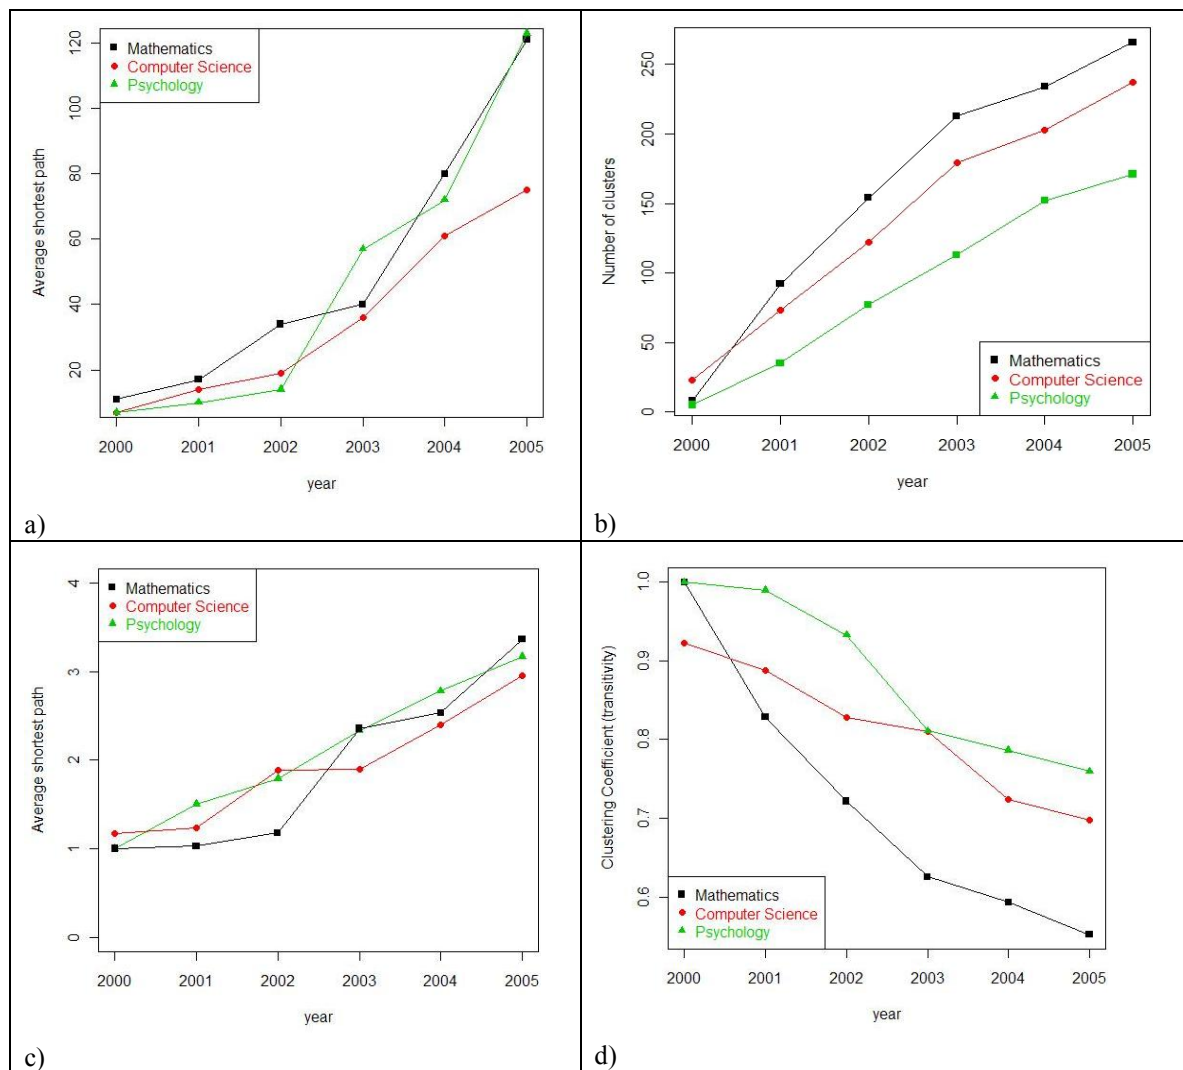 Average shortest path
120
100
80
60
40
20
Mathematics
Computer Science
Psychology
2000 2001 2002 2003 2004 2005
year
a)
Number of clusters
250
200
150
100
50
0
Mathematics
Computer Science
Psychology
2000 2001 2002 2003 2004 2005
year
b)
Average shortest path
4
3
2
1
0
Mathematics
Computer Science
Psychology
2000 2001 2002 2003 2004 2005
year
c)
Clustering Coefficient (transitivity)
1.0
0.9
0.8
0.7
0.6
Mathematics
Computer Science
Psychology
2000 2001 2002 2003 2004 2005
year
d)